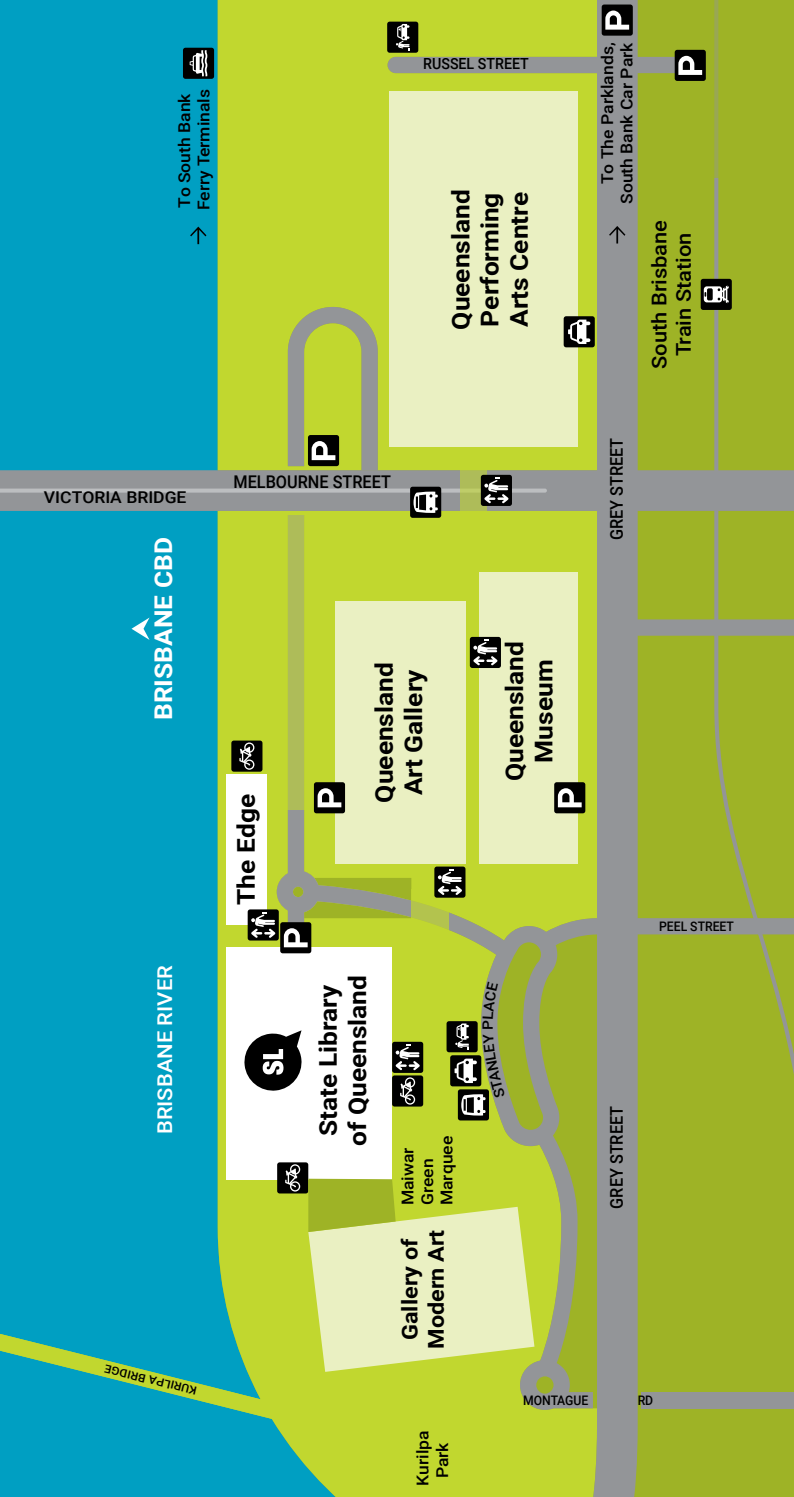 KURILPA BRIDGE
Kurilpa
Park
Gallery of
Modern Art
MONTAGUE RD
Maiwar
Green
Marquee
BRISBANE RIVER
SL
State Library
of Queensland
STANLEY PLACE
GREY STREET
P
The Edge
PEEL STREET
P
Queensland
Art Gallery
P
Queensland
Museum
BRISBANE CBD
VICTORIA BRIDGE
MELBOURNE STREET
GREY STREET
P
→ To South Bank
Ferry Terminals
Queensland
Performing
Arts Centre
RUSSEL STREET
→ To The Parklands,
South Bank Car Park
P
P
South Brisbane
Train Station